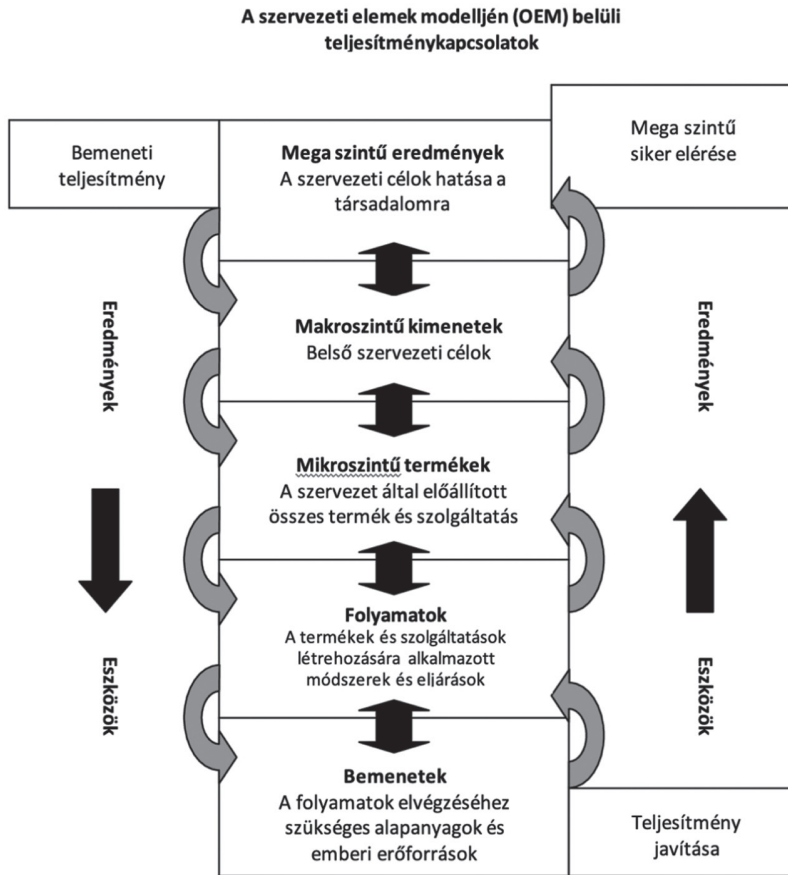 A szervezeti elemek modelljén (OEM) belüli
teljesítménykapcsolatok
Bemeneti
teljesítmény
Mega szintű eredmények
A szervezeti célok hatása a
társadalomra
Mega szintű
siker elérése
Eredmények
Makroszintű kimenetek
Belső szervezeti célok
Eredmények
Mikroszintű termékek
A szervezet által előállított
összes termék és szolgáltatás
Eszközök
Folyamatok
A termékek és szolgáltatások
létrehozására alkalmazott
módszerek és eljárások
Eszközök
Bemenetek
A folyamatok elvégzéséhez
szükséges alapanyagok és
emberi erőforrások
Teljesítmény
javítása